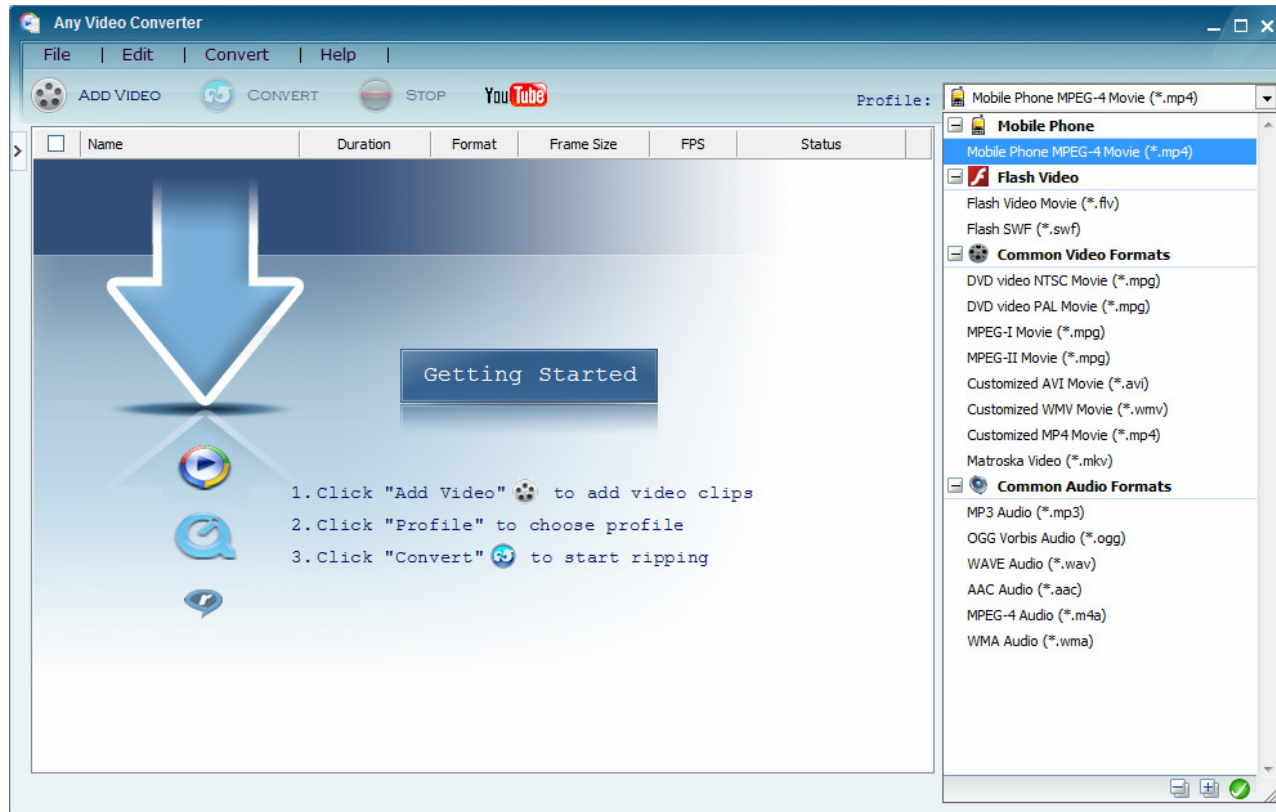 Any Video Converter
File | Edit | Convert | Help |
ADD VIDEO CONVERT STOP YouTube Profile: Mobile Phone MPEG-4 Movie (*.mp4)
Name Duration Format Frame Size FPS Status
Getting Started
1.Click "Add Video" to add video clips
2.Click "Profile" to choose profile
3.Click "Convert" to start ripping
Mobile Phone
Mobile Phone MPEG-4 Movie (*.mp4)
Flash Video
Flash Video Movie (*.flv)
Flash SWF (*.swf)
Common Video Formats
DVD video NTSC Movie (*.mpg)
DVD video PAL Movie (*.mpg)
MPEG-I Movie (*.mpg)
MPEG-II Movie (*.mpg)
Customized AVI Movie (*.avi)
Customized WMV Movie (*.wmv)
Customized MP4 Movie (*.mp4)
Matroska Video (*.mkv)
Common Audio Formats
MP3 Audio (*.mp3)
OGG Vorbis Audio (*.ogg)
WAVE Audio (*.wav)
AAC Audio (*.aac)
MPEG-4 Audio (*.m4a)
WMA Audio (*.wma)